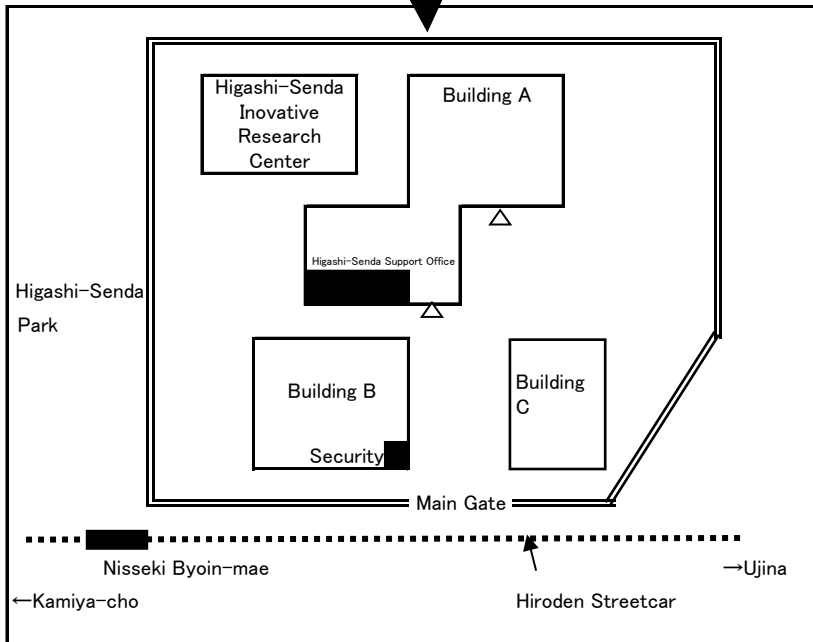 Higashi-Senda
Inovative
Research
Center
Building A
Higashi-Senda Support Office
Higashi-Senda
Park
Building B
Building
C
Security
Main Gate
Nisseki Byoin-mae
→Ujina
←Kamiya-cho
Hiroden Streetcar